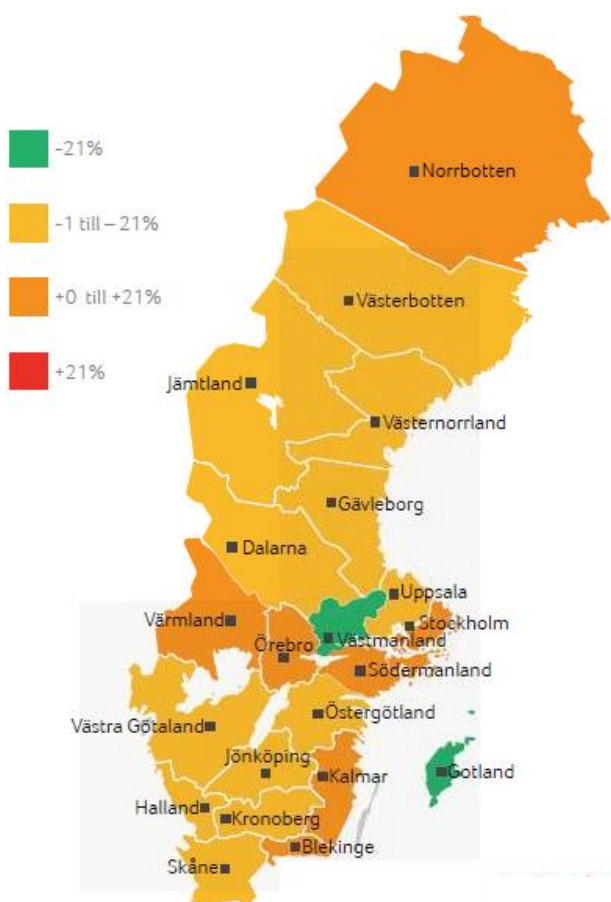 -21%
-1 till – 21%
+0 till +21%
+21%
Norrbotten
Västerbotten
Jämtland
Västernorrland
Gävleborg
Dalarna
Uppsala
Värmland
Stockholm
Västmanland
Örebro
Södermanland
Östergötland
Västra Götaland
Jönköping
Kalmar
Gotland
Halland
Kronoberg
Blekinge
Skåne